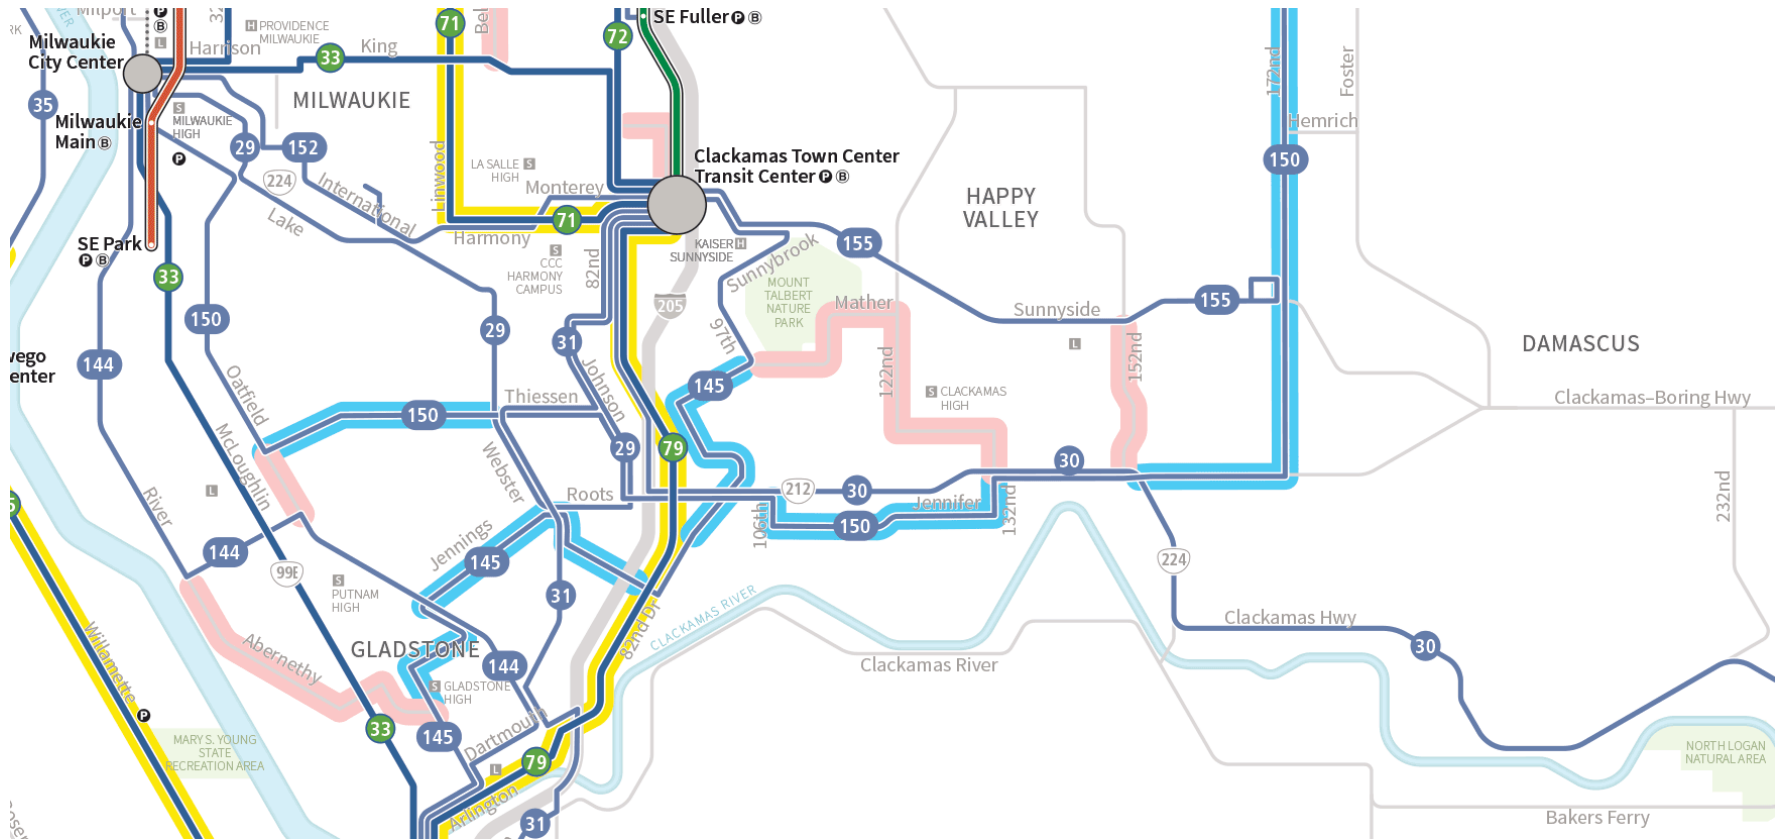 Milport
SE Fuller P B
71
72
P
B
L
H PROVIDENCE
MILWAUKIE
Milwaukie
City Center
Harrison
33
King
172nd
Foster
35
MILWAUKIE
S
MILWAUKIE
HIGH
Milwaukie
Main B
P
29
152
Hemrich
150
LA SALLE S
HIGH
Clackamas Town Center
Transit Center P B
Linwood
224
International
Monterey
HAPPY
VALLEY
Lake
71
Harmony
SE Park
P B
33
S
CCC
HARMONY
CAMPUS
82nd
KAISER H
SUNNYSIDE
Sunnybrook
155
MOUNT
TALBERT
NATURE
PARK
205
Mather
Sunnyside
155
150
29
31
97th
152nd
L
DAMASCUS
144
wego
enter
Oatfield
Johnson
145
122nd
S CLACKAMAS
HIGH
Thiessen
Clackamas–Boring Hwy
150
McLoughlin
Webster
29
79
30
L
River
Roots
212
30
Jennifer
132nd
106th
150
232nd
144
Jennings
145
99E
S
PUTNAM
HIGH
31
224
CLACKAMAS RIVER
82nd Dr
Clackamas Hwy
30
Willamette
Abernethy
GLADSTONE
144
Clackamas River
S GLADSTONE
HIGH
P
33
145
Dartmouth
MARY S. YOUNG
STATE
RECREATION AREA
L
79
NORTH LOGAN
NATURAL AREA
Arlington
31
Bakers Ferry